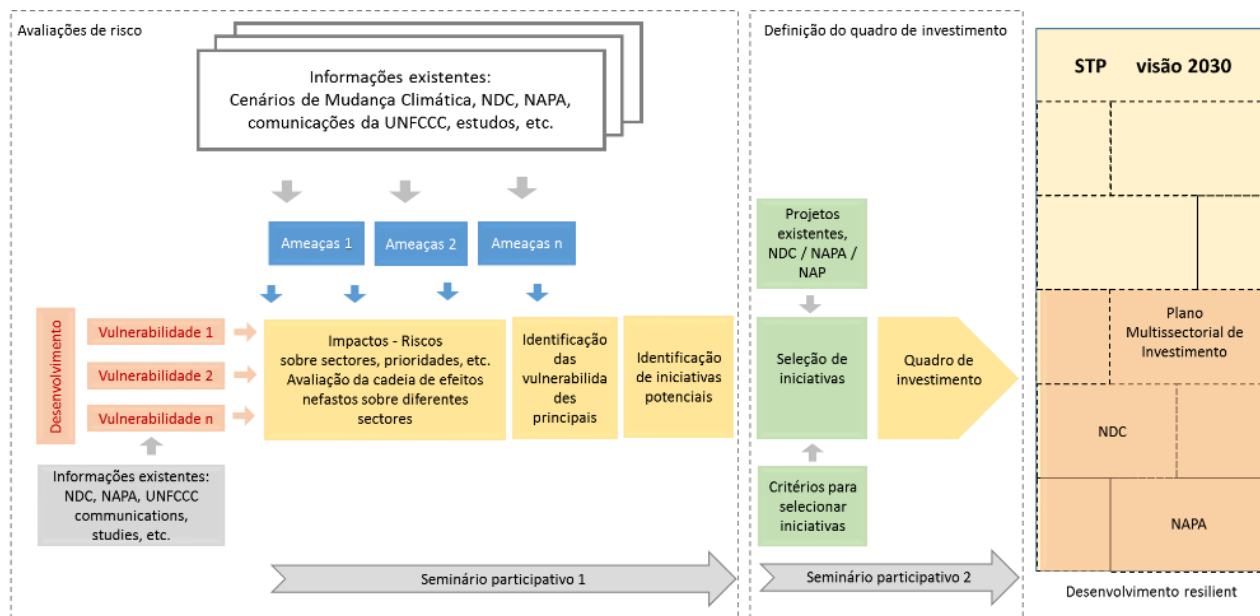 Avaliações de risco
Informações existentes:
Cenários de Mudança Climática, NDC, NAPA,
comunicações da UNFCCC, estudos, etc.
Ameaças 1
Ameaças 2
Ameaças n
Desenvolvimento
Vulnerabilidade 1
Vulnerabilidade 2
Vulnerabilidade n
Impactos - Riscos
sobre sectores, prioridades, etc.
Avaliação da cadeia de efeitos
nefastos sobre diferentes
sectores
Identificação
das
vulnerabilida
des
principais
Identificação
de iniciativas
potenciais
Informações existentes:
NDC, NAPA, UNFCCC
communications,
studies, etc.
Seminário participativo 1
Definição do quadro de investimento
Projetos
existentes,
NDC / NAPA /
NAP
Seleção de
iniciativas
Quadro de
investimento
Critérios para
selecionar
iniciativas
Seminário participativo 2
STP visão 2030
Plano
Multissectorial de
Investimento
NDC
NAPA
Desenvolvimento resilient